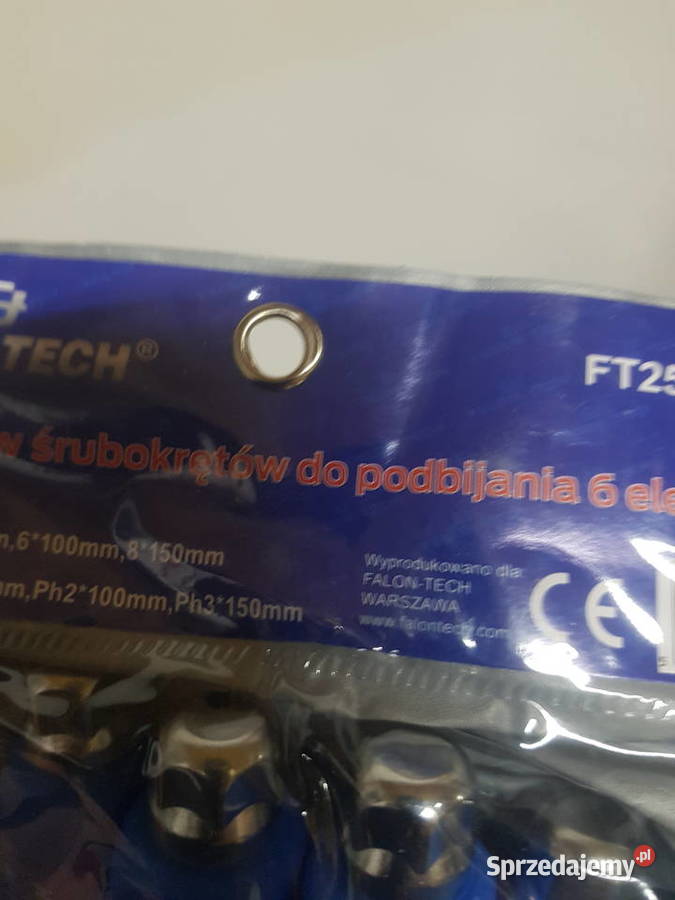 TECH®
FT25
w śrubokrętów do podbijania 6 ele
n,6*100mm,8*150mm
mm,Ph2*100mm,Ph3*150mm
Wyprodukowano dla
FALON-TECH
WARSZAWA
www.falontech.com
CE
Sprzedajemy.pl